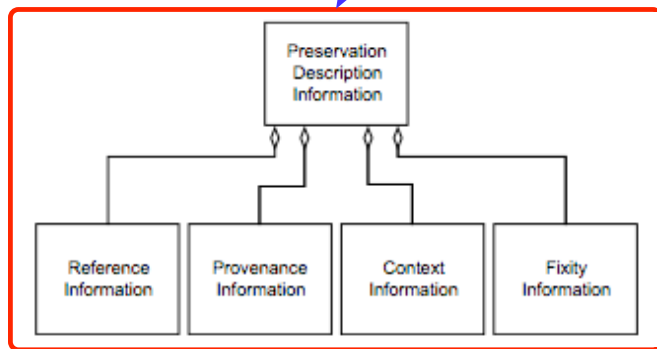 Preservation
Description
Information
Reference
Information
Provenance
Information
Context
Information
Fixity
Information